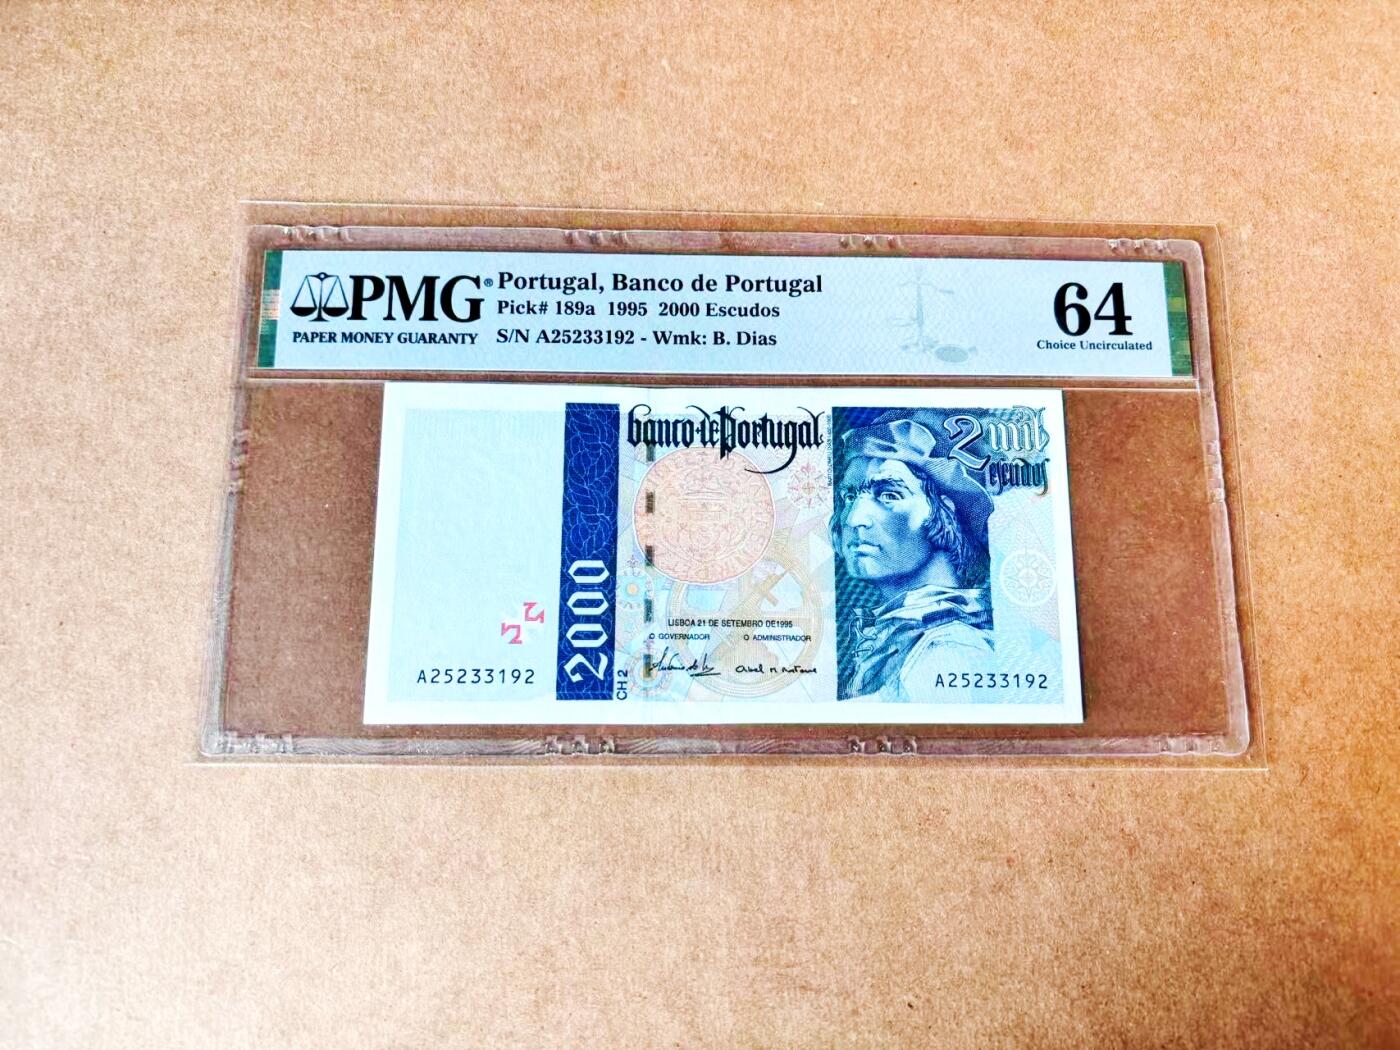 PMG®
PAPER MONEY GUARANTY
Portugal, Banco de Portugal
Pick# 189a 1995 2000 Escudos
S/N A25233192 - Wmk: B. Dias
64
Choice Uncirculated
banco de Portugal
2 mil
escudos
2000
LISBOA 21 DE SETEMBRO DE 1995
O GOVERNADOR
O ADMINISTRADOR
CH 2
A25233192
A25233192